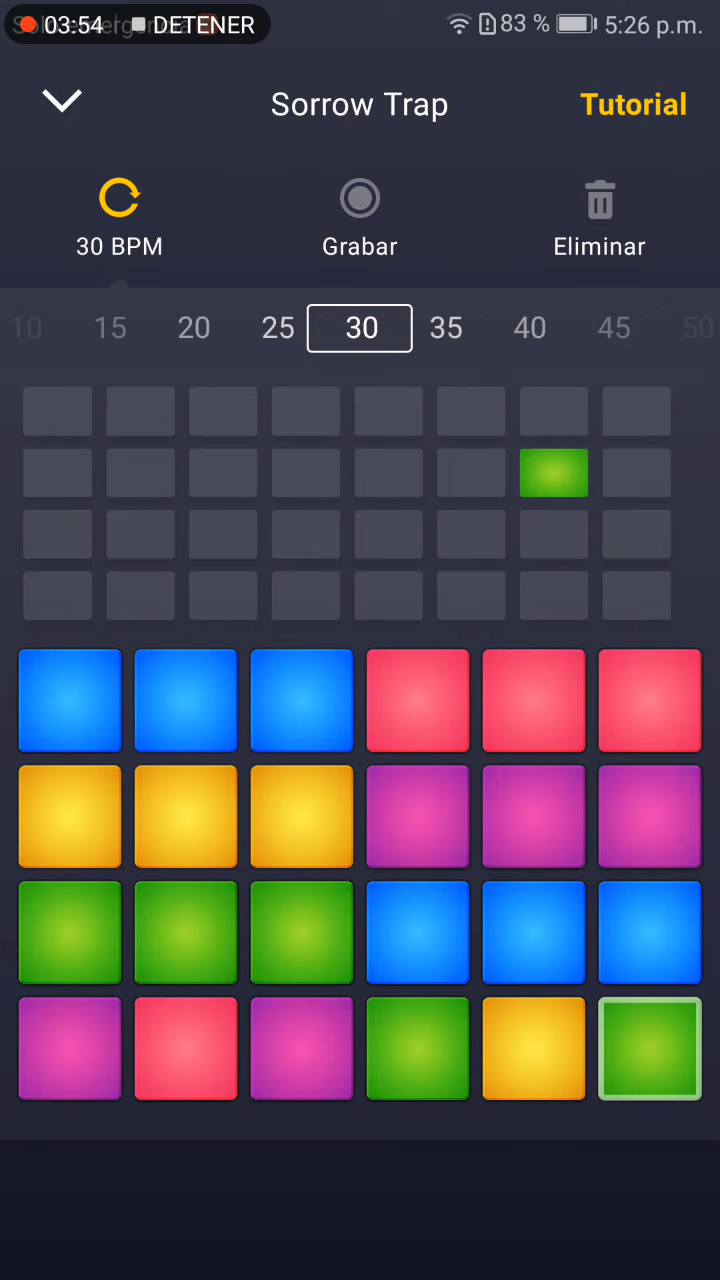 03:54 DETENER 83 % 5:26 p.m.
Sorrow Trap Tutorial
30 BPM Grabar Eliminar
10 15 20 25 30 35 40 45 50